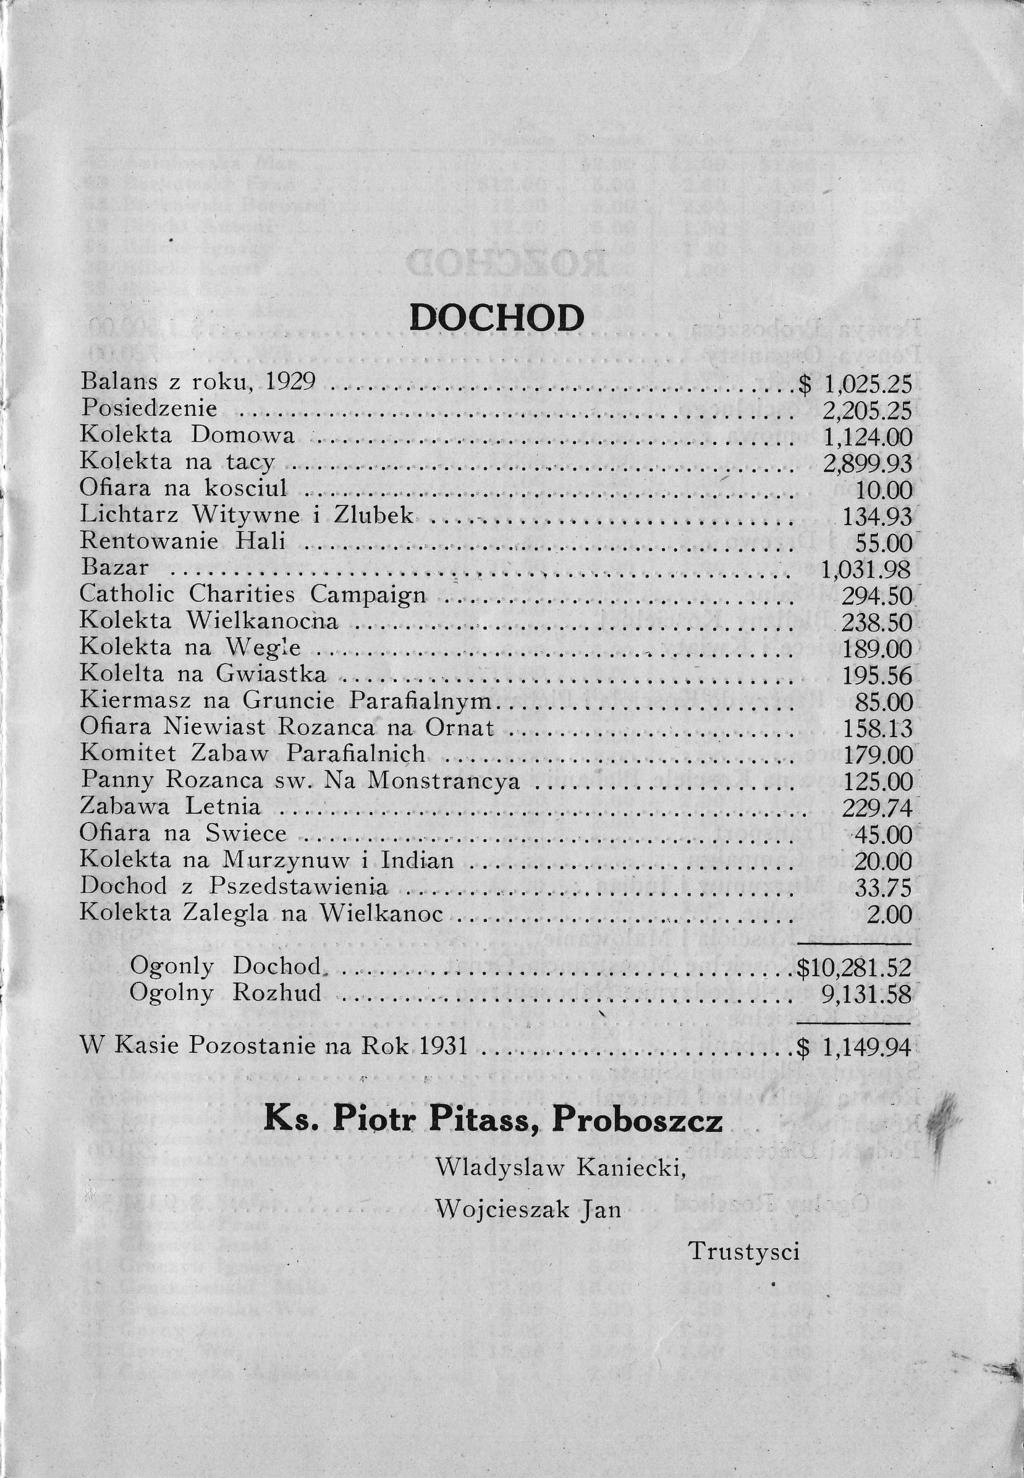 DOCHOD
Balans z roku, 1929 ........ $ 1,025.25
Posiedzenie ........ 2,205.25
Kolekta Domowa ........ 1,124.00
Kolekta na tacy ........ 2,899.93
Ofiara na kosciul ........ 10.00
Lichtarz Witywne i Zlubek ........ 134.93
Rentowanie Hali ........ 55.00
Bazar ........ 1,031.98
Catholic Charities Campaign ........ 294.50
Kolekta Wielkanocna ........ 238.50
Kolekta na Wegle ........ 189.00
Kolelta na Gwiastka ........ 195.56
Kiermasz na Gruncie Parafialnym ........ 85.00
Ofiara Niewiast Rozanca na Ornat ........ 158.13
Komitet Zabaw Parafialnich ........ 179.00
Panny Rozanca sw. Na Monstrancya ........ 125.00
Zabawa Letnia ........ 229.74
Ofiara na Swiece ........ 45.00
Kolekta na Murzynuw i Indian ........ 20.00
Dochod z Pszedstawienia ........ 33.75
Kolekta Zalegla na Wielkanoc ........ 2.00
Ogonly Dochod ........ $10,281.52
Ogolny Rozhud ........ 9,131.58
W Kasie Pozostanie na Rok 1931 ........ $ 1,149.94
Ks. Piotr Pitass, Proboszcz
Wladyslaw Kaniecki,
Wojcieszak Jan
Trustysci